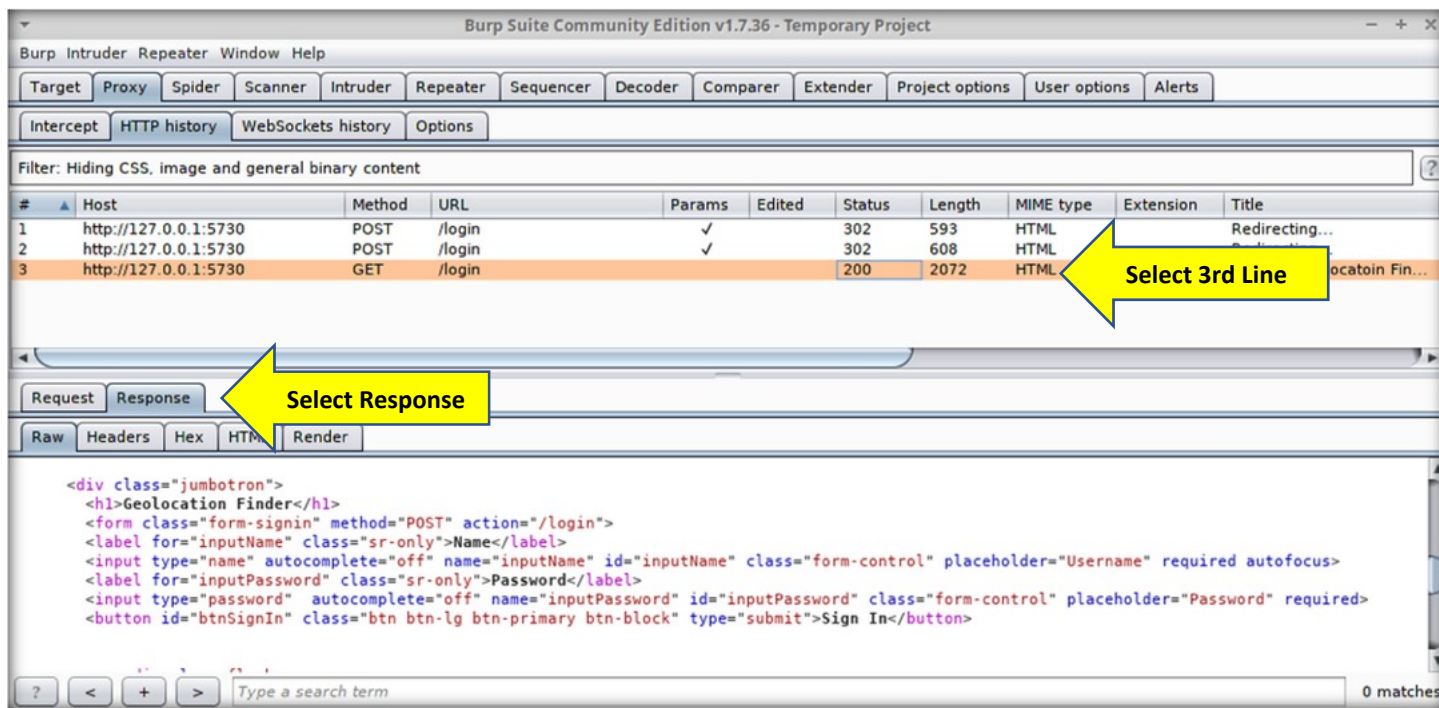 Burp Suite Community Edition v1.7.36 - Temporary Project
Burp Intruder Repeater Window Help
Target Proxy Spider Scanner Intruder Repeater Sequencer Decoder Comparer Extender Project options User options Alerts
Intercept HTTP history WebSockets history Options
Filter: Hiding CSS, image and general binary content ?
# Host Method URL Params Edited Status Length MIME type Extension Title
1 http://127.0.0.1:5730 POST /login ✓ 302 593 HTML Redirecting...
2 http://127.0.0.1:5730 POST /login ✓ 302 608 HTML
3 http://127.0.0.1:5730 GET /login 200 2072 HTML ocatoin Fin...
Select 3rd Line
Request Response
Select Response
Raw Headers Hex Render
<div class="jumbotron">
<h1>Geolocation Finder</h1>
<form class="form-signin" method="POST" action="/login">
<label for="inputName" class="sr-only">Name</label>
<input type="name" autocomplete="off" name="inputName" id="inputName" class="form-control" placeholder="Username" required autofocus>
<label for="inputPassword" class="sr-only">Password</label>
<input type="password"  autocomplete="off" name="inputPassword" id="inputPassword" class="form-control" placeholder="Password" required>
<button id="btnSignIn" class="btn btn-lg btn-primary btn-block" type="submit">Sign In</button>
? < + > Type a search term 0 matches